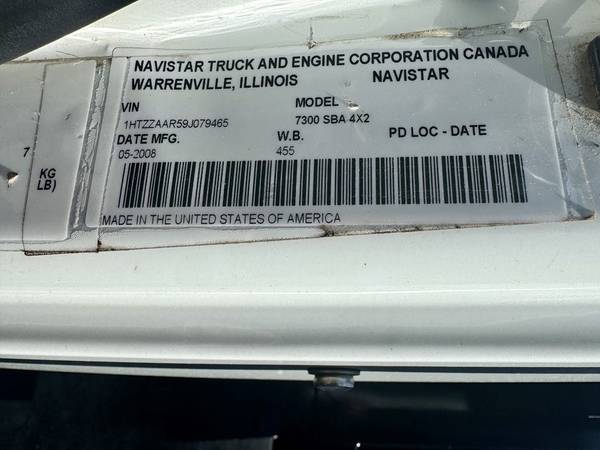 NAVISTAR TRUCK AND ENGINE CORPORATION CANADA
WARRENVILLE, ILLINOIS NAVISTAR
VIN MODEL
1HTZZAAR59J079465 7300 SBA 4X2
DATE MFG. W.B. PD LOC - DATE
05-2008 455
7
KG
LB)
MADE IN THE UNITED STATES OF AMERICA